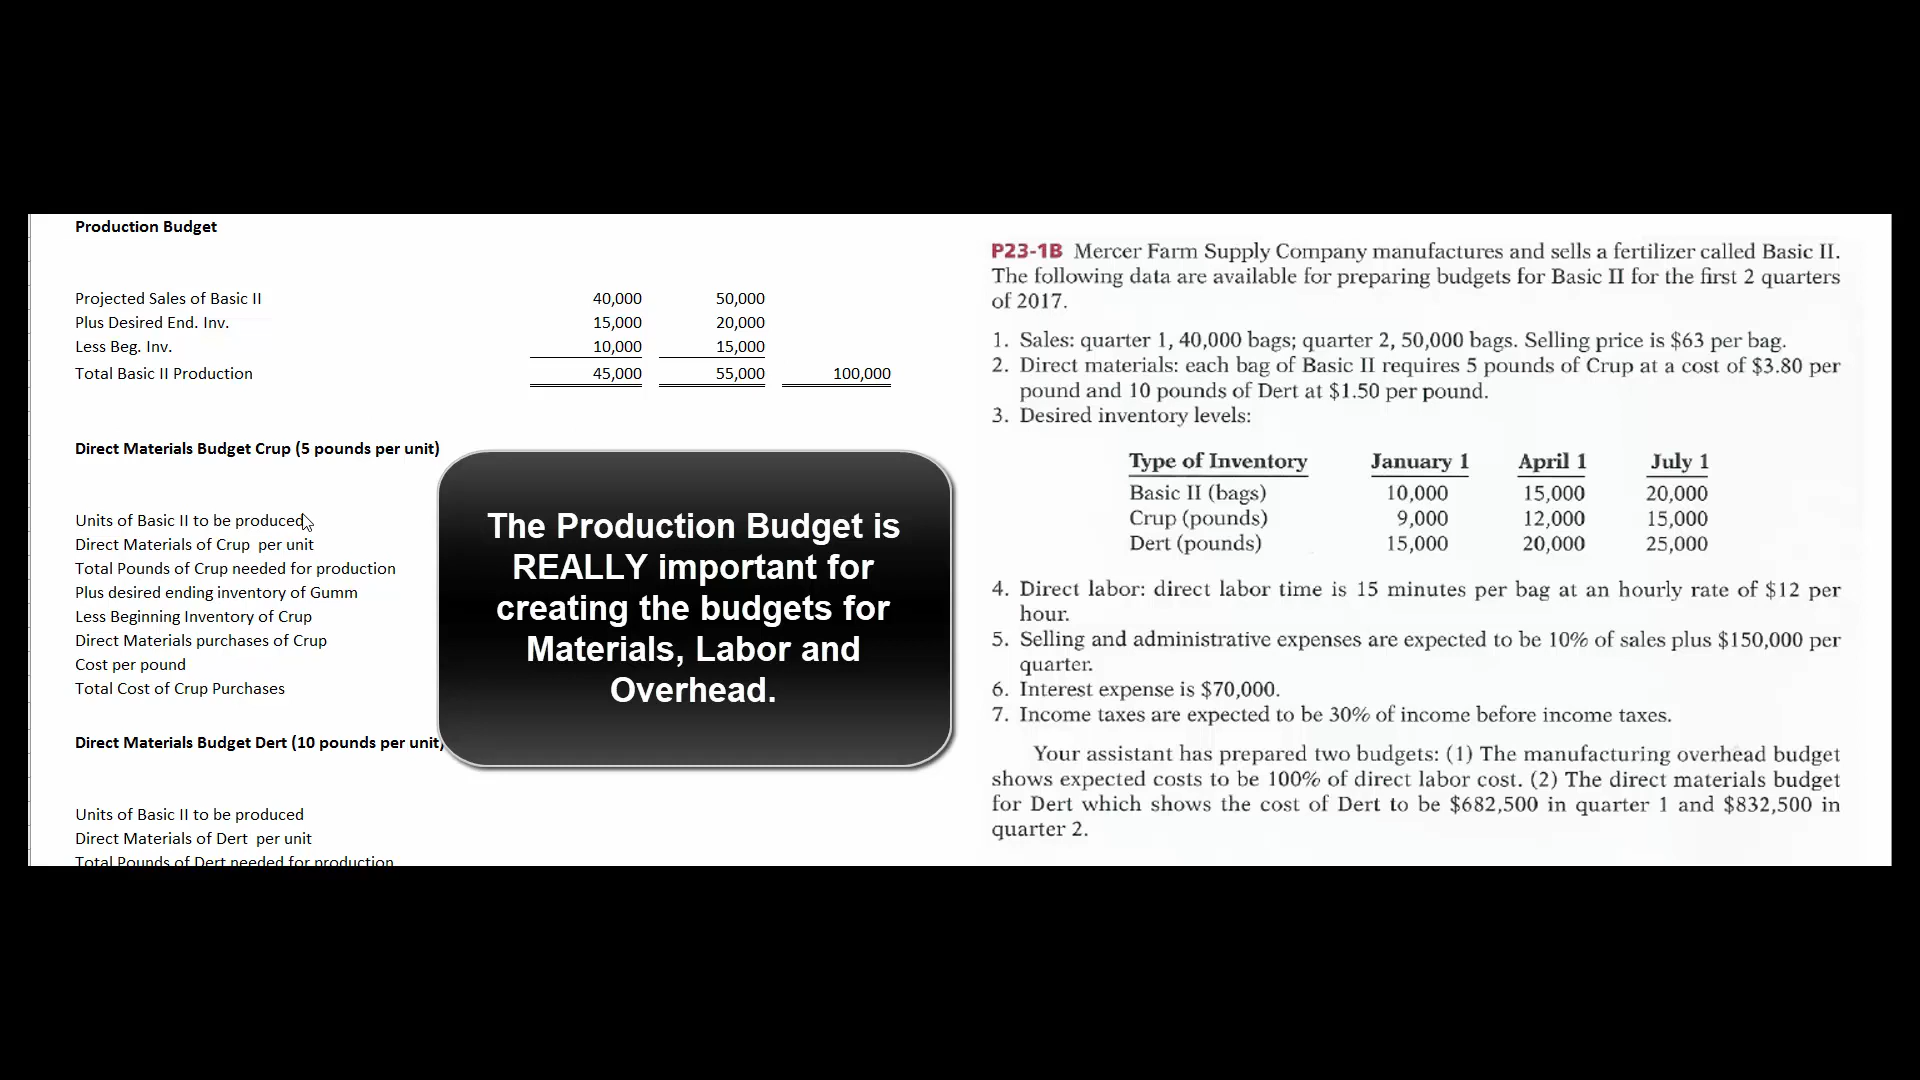 Production Budget
Projected Sales of Basic II 40,000 50,000
Plus Desired End. Inv. 15,000 20,000
Less Beg. Inv. 10,000 15,000
Total Basic II Production 45,000 55,000 100,000
Direct Materials Budget Crup (5 pounds per unit)
Units of Basic II to be produced
Direct Materials of Crup per unit
Total Pounds of Crup needed for production
Plus desired ending inventory of Gumm
Less Beginning Inventory of Crup
Direct Materials purchases of Crup
Cost per pound
Total Cost of Crup Purchases
Direct Materials Budget Dert (10 pounds per unit)
Units of Basic II to be produced
Direct Materials of Dert per unit
Total Pounds of Dert needed for production
The Production Budget is
REALLY important for
creating the budgets for
Materials, Labor and
Overhead.
P23-1B Mercer Farm Supply Company manufactures and sells a fertilizer called Basic II.
The following data are available for preparing budgets for Basic II for the first 2 quarters
of 2017.
1. Sales: quarter 1, 40,000 bags; quarter 2, 50,000 bags. Selling price is $63 per bag.
2. Direct materials: each bag of Basic II requires 5 pounds of Crup at a cost of $3.80 per
pound and 10 pounds of Dert at $1.50 per pound.
3. Desired inventory levels:
Type of Inventory January 1 April 1 July 1
Basic II (bags) 10,000 15,000 20,000
Crup (pounds) 9,000 12,000 15,000
Dert (pounds) 15,000 20,000 25,000
4. Direct labor: direct labor time is 15 minutes per bag at an hourly rate of $12 per
hour.
5. Selling and administrative expenses are expected to be 10% of sales plus $150,000 per
quarter.
6. Interest expense is $70,000.
7. Income taxes are expected to be 30% of income before income taxes.
Your assistant has prepared two budgets: (1) The manufacturing overhead budget
shows expected costs to be 100% of direct labor cost. (2) The direct materials budget
for Dert which shows the cost of Dert to be $682,500 in quarter 1 and $832,500 in
quarter 2.